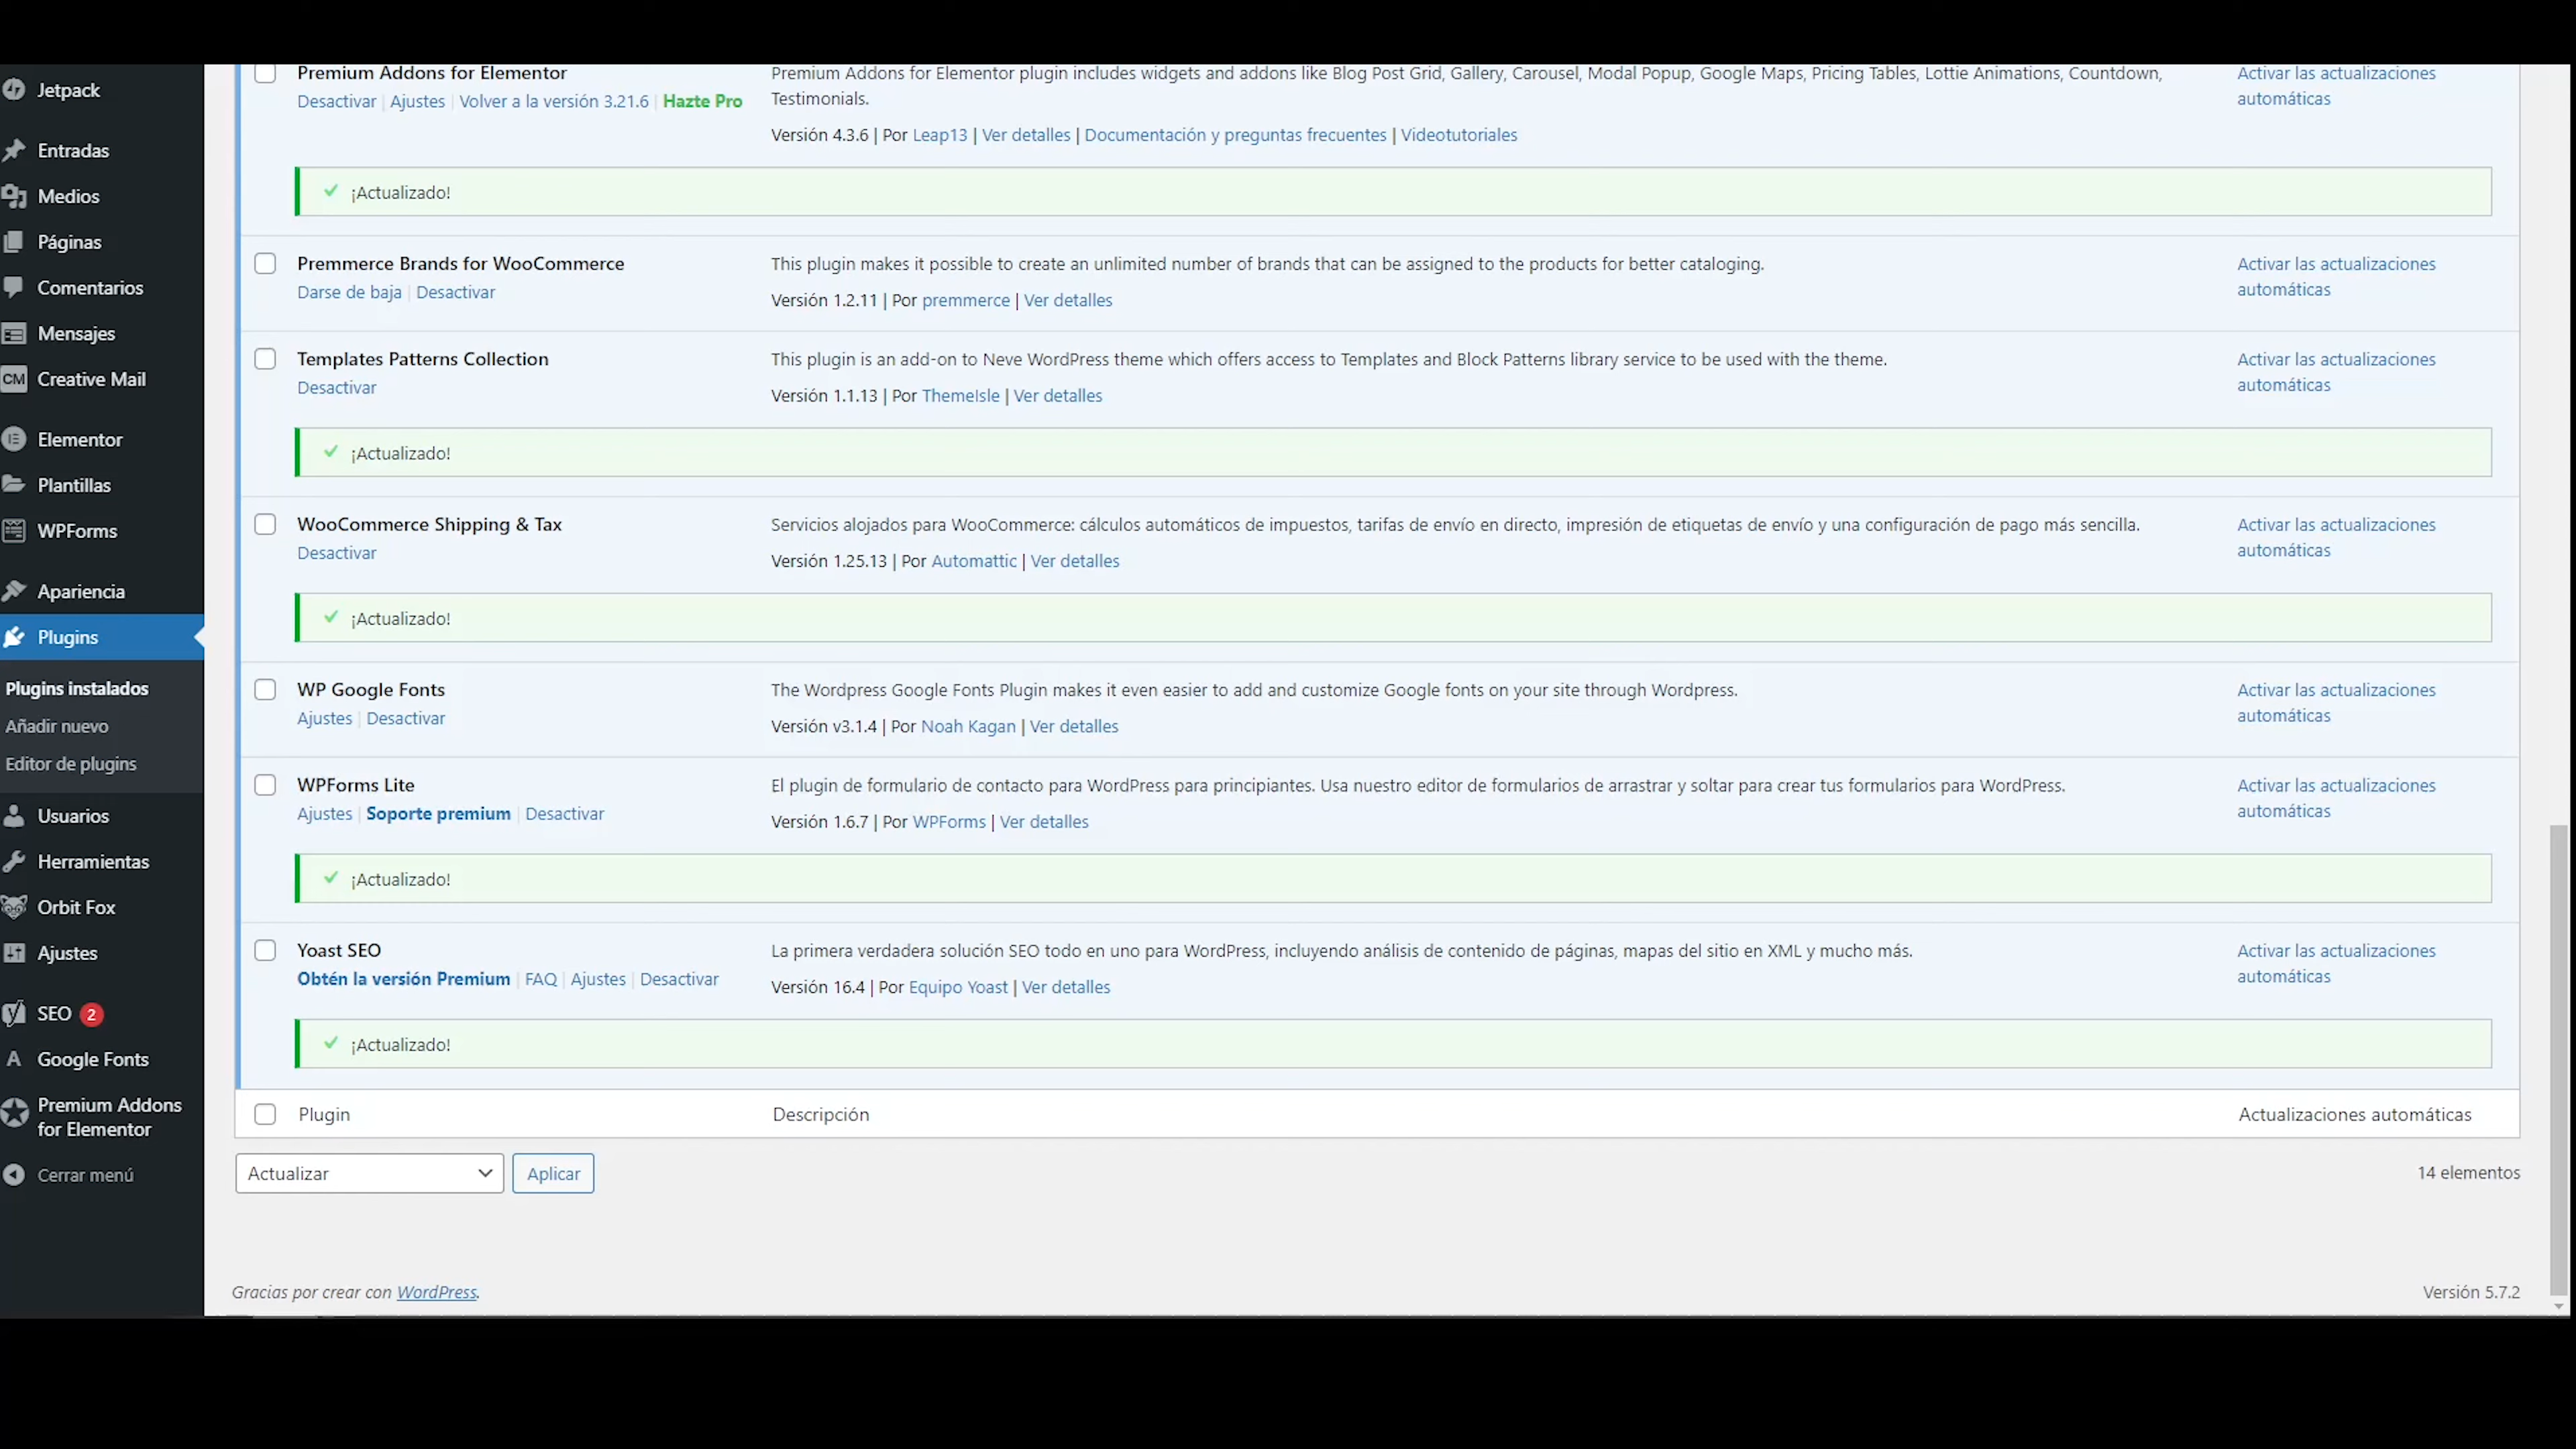 Jetpack
Entradas
Medios
Páginas
Comentarios
Mensajes
CM Creative Mail
Elementor
Plantillas
WPForms
Apariencia
Plugins
Plugins instalados
Añadir nuevo
Editor de plugins
Usuarios
Herramientas
Orbit Fox
Ajustes
SEO 2
A Google Fonts
Premium Addons
for Elementor
Cerrar menú
Premium Addons for Elementor
Desactivar | Ajustes | Volver a la versión 3.21.6 | Hazte Pro
Premium Addons for Elementor plugin includes widgets and addons like Blog Post Grid, Gallery, Carousel, Modal Popup, Google Maps, Pricing Tables, Lottie Animations, Countdown,
Testimonials.
Versión 4.3.6 | Por Leap13 | Ver detalles | Documentación y preguntas frecuentes | Videotutoriales
Activar las actualizaciones
automáticas
¡Actualizado!
Premmerce Brands for WooCommerce
Darse de baja | Desactivar
This plugin makes it possible to create an unlimited number of brands that can be assigned to the products for better cataloging.
Versión 1.2.11 | Por premmerce | Ver detalles
Activar las actualizaciones
automáticas
Templates Patterns Collection
Desactivar
This plugin is an add-on to Neve WordPress theme which offers access to Templates and Block Patterns library service to be used with the theme.
Versión 1.1.13 | Por ThemeIsle | Ver detalles
Activar las actualizaciones
automáticas
¡Actualizado!
WooCommerce Shipping & Tax
Desactivar
Servicios alojados para WooCommerce: cálculos automáticos de impuestos, tarifas de envío en directo, impresión de etiquetas de envío y una configuración de pago más sencilla.
Versión 1.25.13 | Por Automattic | Ver detalles
Activar las actualizaciones
automáticas
¡Actualizado!
WP Google Fonts
Ajustes | Desactivar
The Wordpress Google Fonts Plugin makes it even easier to add and customize Google fonts on your site through Wordpress.
Versión v3.1.4 | Por Noah Kagan | Ver detalles
Activar las actualizaciones
automáticas
WPForms Lite
Ajustes | Soporte premium | Desactivar
El plugin de formulario de contacto para WordPress para principiantes. Usa nuestro editor de formularios de arrastrar y soltar para crear tus formularios para WordPress.
Versión 1.6.7 | Por WPForms | Ver detalles
Activar las actualizaciones
automáticas
¡Actualizado!
Yoast SEO
Obtén la versión Premium | FAQ | Ajustes | Desactivar
La primera verdadera solución SEO todo en uno para WordPress, incluyendo análisis de contenido de páginas, mapas del sitio en XML y mucho más.
Versión 16.4 | Por Equipo Yoast | Ver detalles
Activar las actualizaciones
automáticas
¡Actualizado!
Plugin Descripción Actualizaciones automáticas
Actualizar Aplicar 14 elementos
Gracias por crear con WordPress. Versión 5.7.2